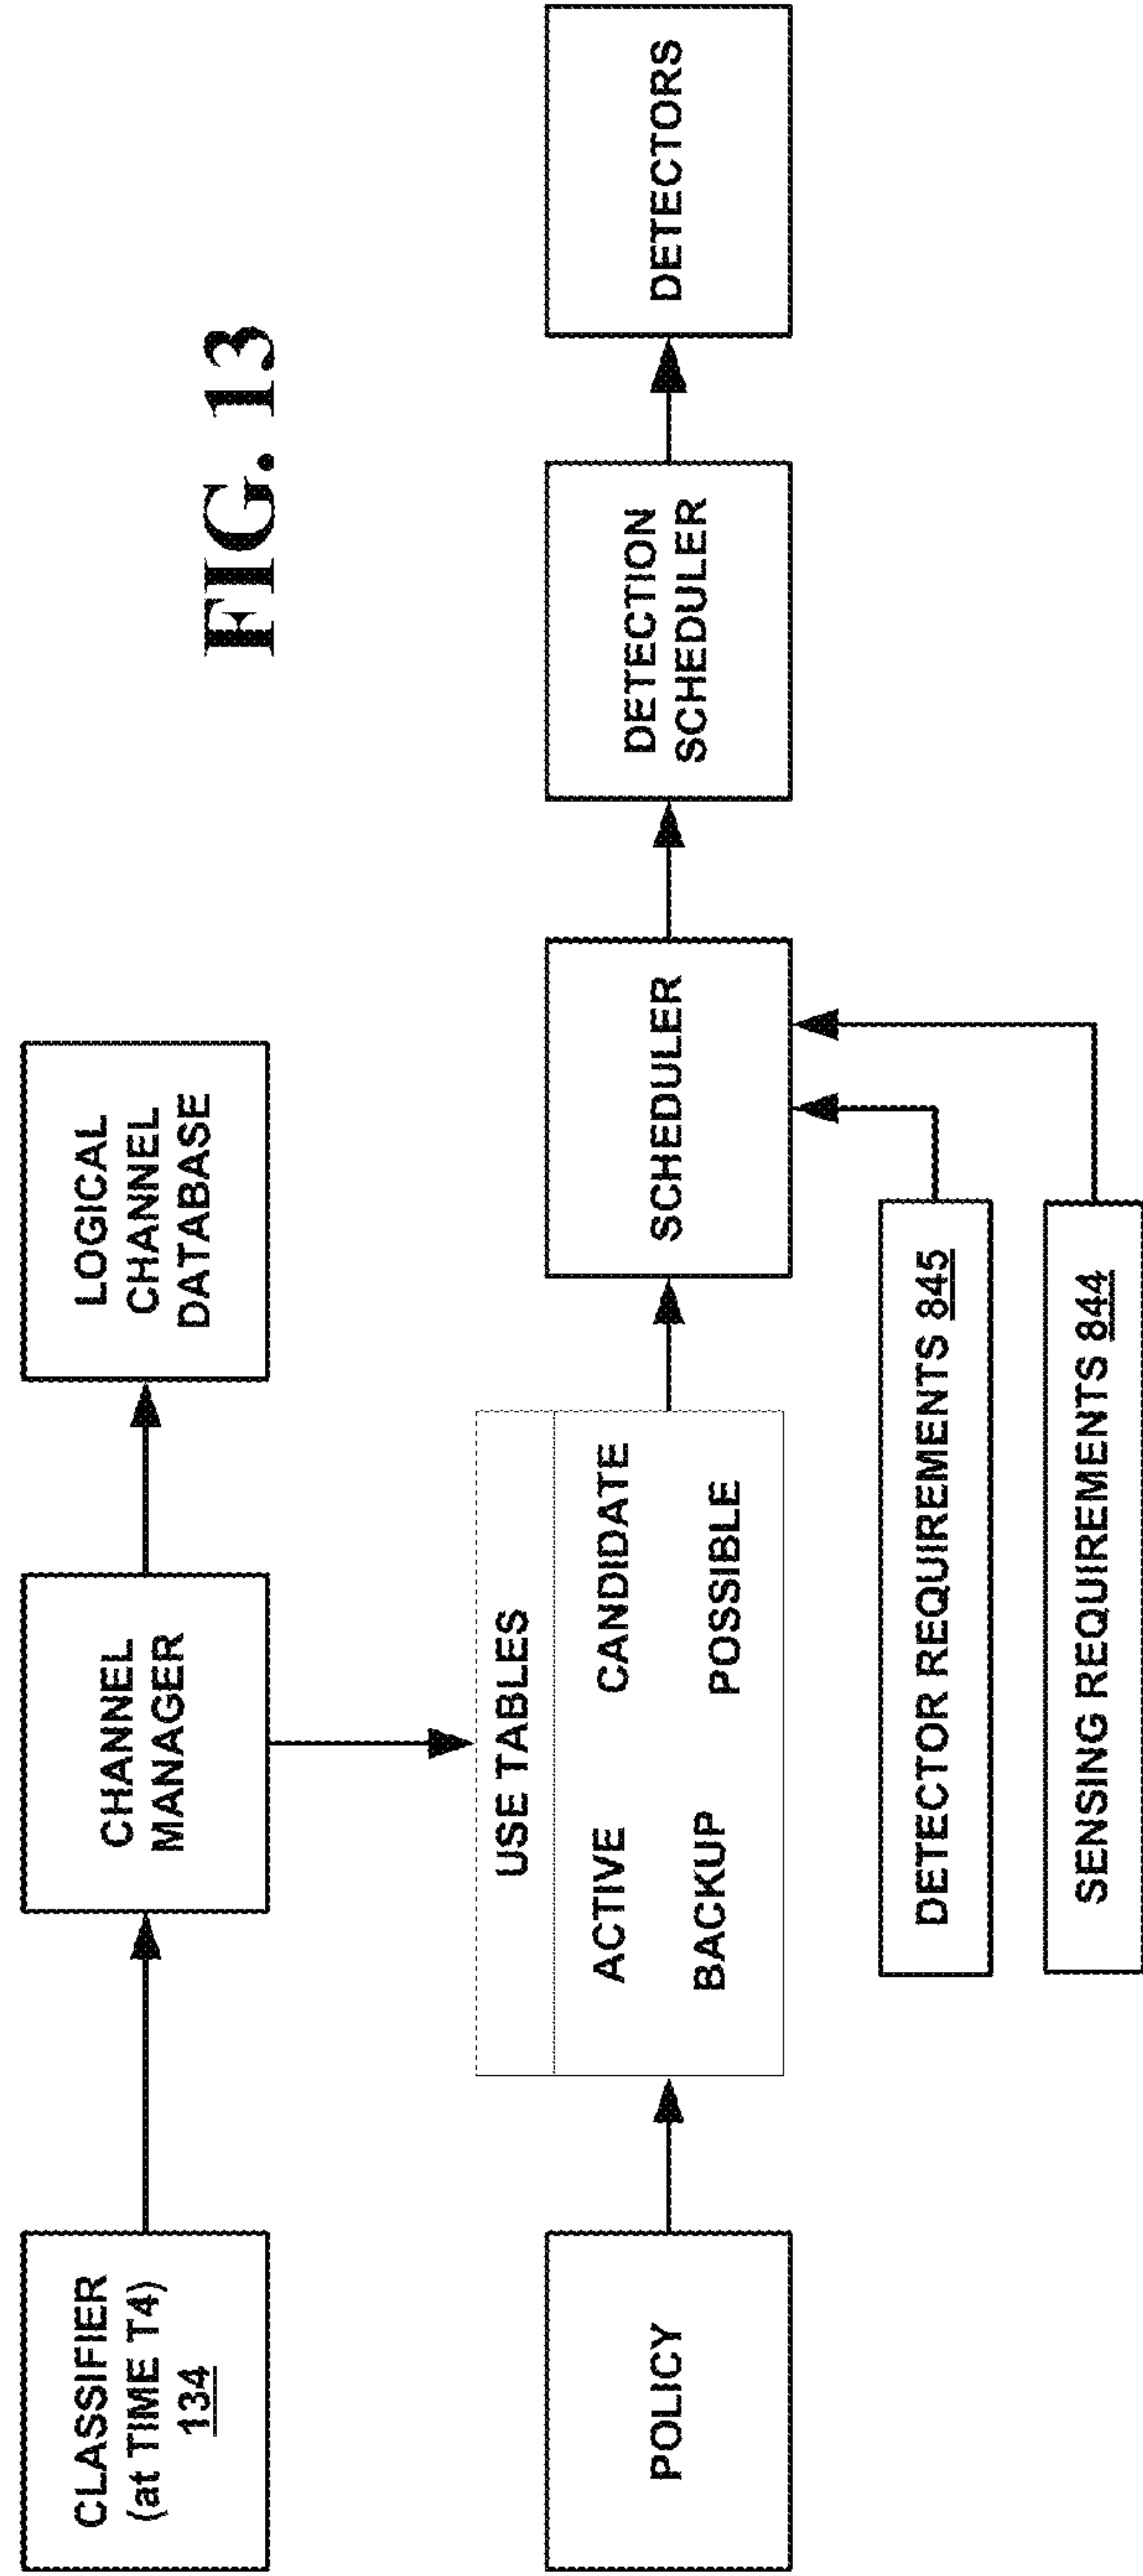 FIG. 13
CLASSIFIER
(at TIME T4)
134
CHANNEL
MANAGER
LOGICAL
CHANNEL
DATABASE
POLICY
USE TABLES
ACTIVE CANDIDATE
BACKUP POSSIBLE
SCHEDULER
DETECTION
SCHEDULER
DETECTORS
DETECTOR REQUIREMENTS 845
SENSING REQUIREMENTS 844